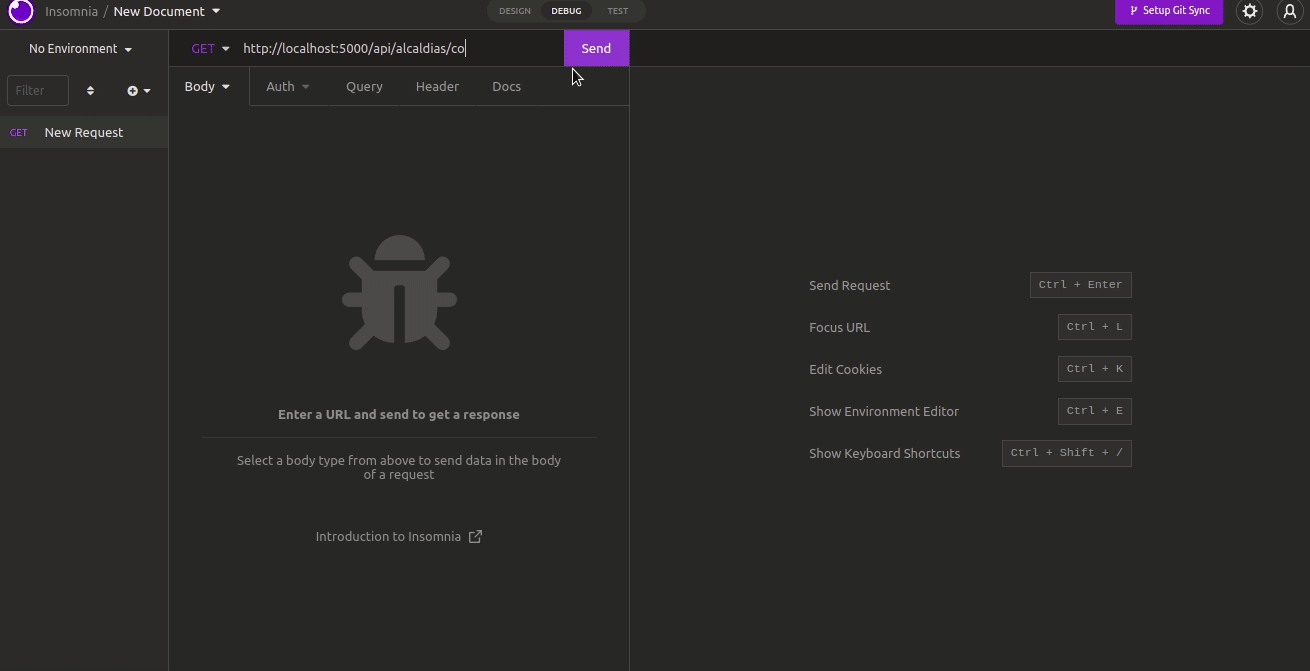 Insomnia / New Document
DESIGN DEBUG TEST
Setup Git Sync
No Environment
GET http://localhost:5000/api/alcaldias/co
Send
Filter
Body Auth Query Header Docs
GET New Request
Enter a URL and send to get a response
Select a body type from above to send data in the body
of a request
Introduction to Insomnia
Send Request Ctrl + Enter
Focus URL Ctrl + L
Edit Cookies Ctrl + K
Show Environment Editor Ctrl + E
Show Keyboard Shortcuts Ctrl + Shift + /